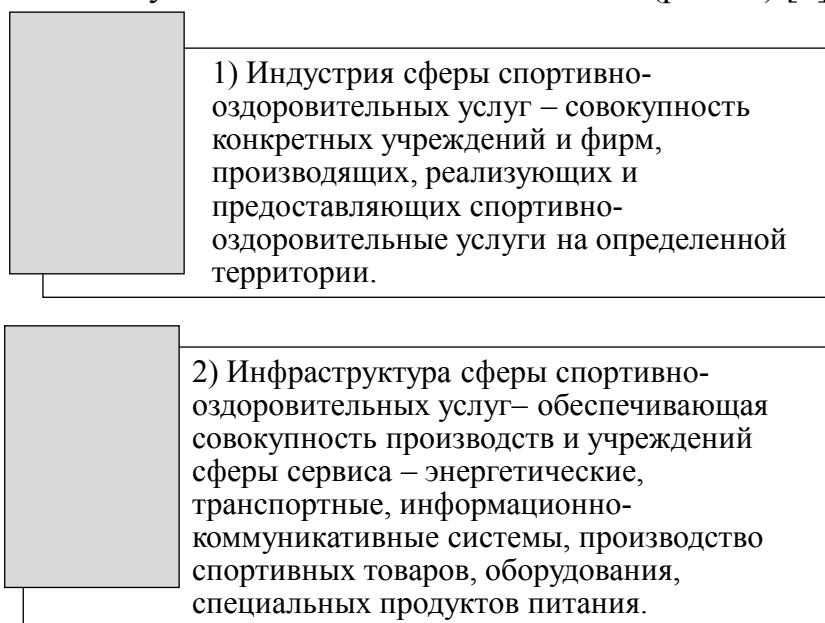 1) Индустрия сферы спортивно-
оздоровительных услуг – совокупность
конкретных учреждений и фирм,
производящих, реализующих и
предоставляющих спортивно-
оздоровительные услуги на определенной
территории.
2) Инфраструктура сферы спортивно-
оздоровительных услуг– обеспечивающая
совокупность производств и учреждений
сферы сервиса – энергетические,
транспортные, информационно-
коммуникативные системы, производство
спортивных товаров, оборудования,
специальных продуктов питания.